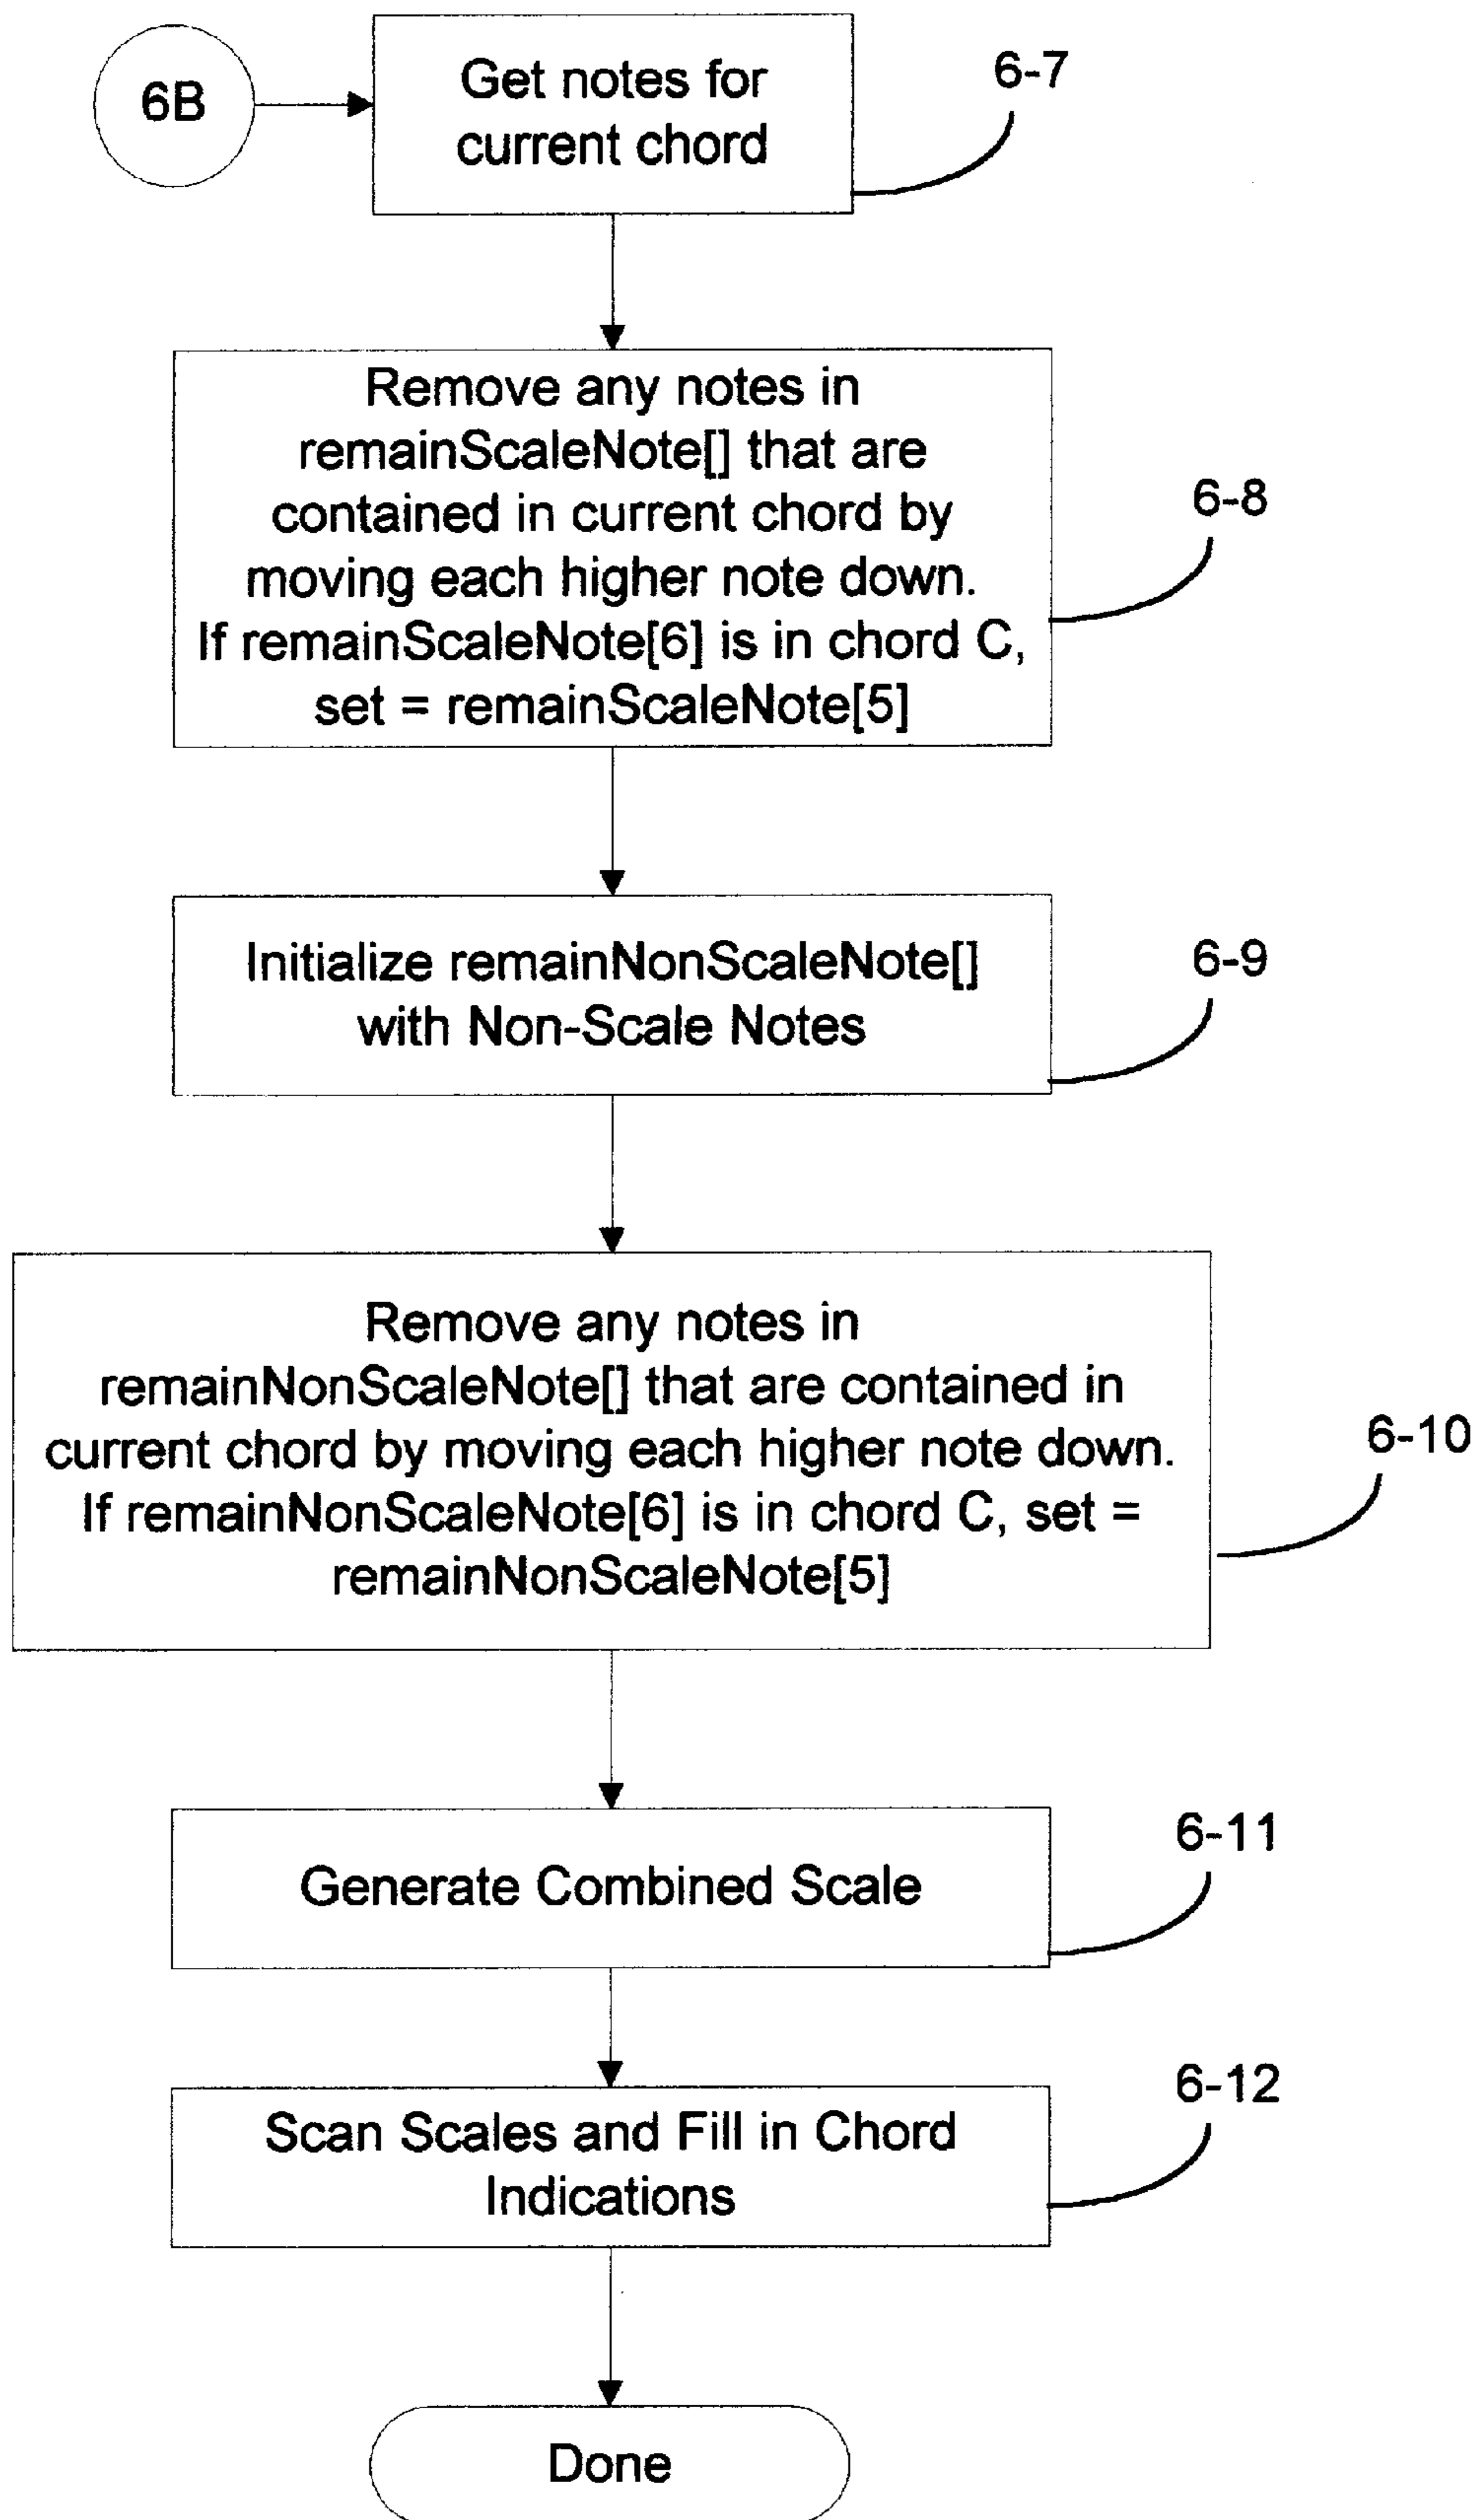 6B
Get notes for
current chord
6-7
Remove any notes in
remainScaleNote[] that are
contained in current chord by
moving each higher note down.
If remainScaleNote[6] is in chord C,
set = remainScaleNote[5]
6-8
Initialize remainNonScaleNote[]
with Non-Scale Notes
6-9
Remove any notes in
remainNonScaleNote[] that are contained in
current chord by moving each higher note down.
If remainNonScaleNote[6] is in chord C, set =
remainNonScaleNote[5]
6-10
Generate Combined Scale
6-11
Scan Scales and Fill in Chord
Indications
6-12
Done